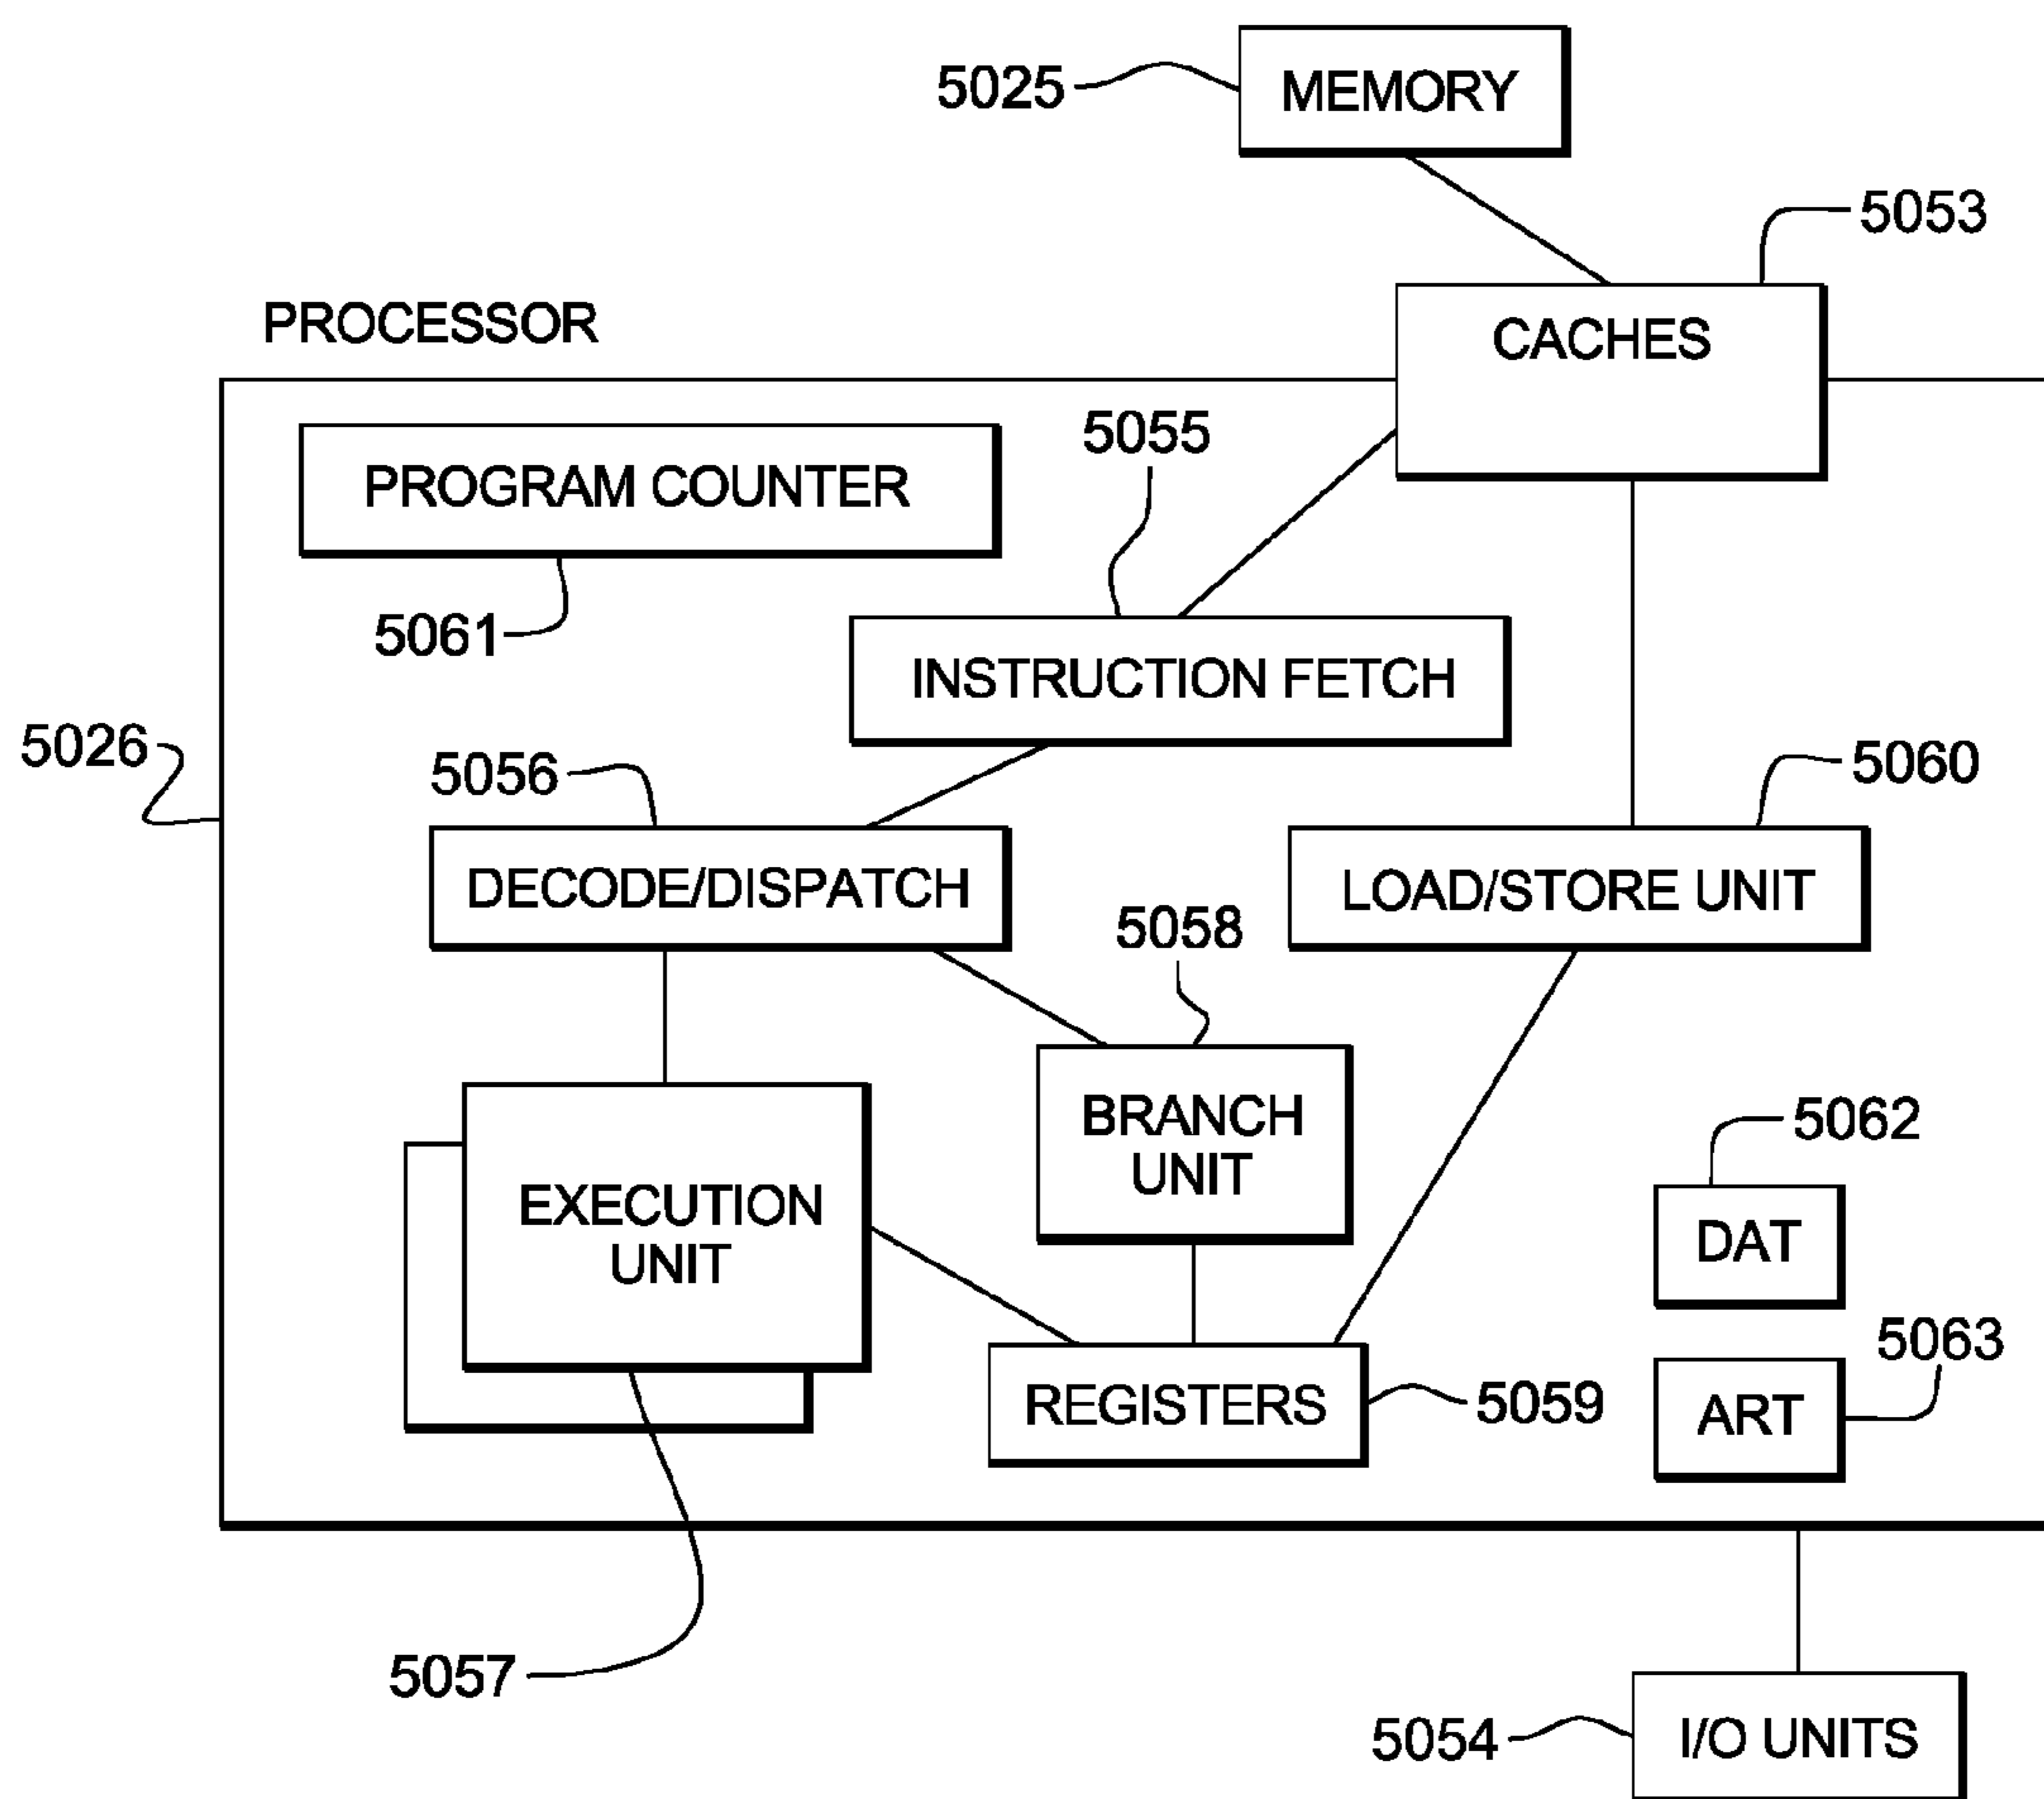 5025
MEMORY
5053
PROCESSOR
CACHES
5055
PROGRAM COUNTER
5061
INSTRUCTION FETCH
5026
5056
5060
DECODE/DISPATCH
LOAD/STORE UNIT
5058
BRANCH
UNIT
5062
EXECUTION
UNIT
DAT
5063
REGISTERS
5059
ART
5057
5054
I/O UNITS